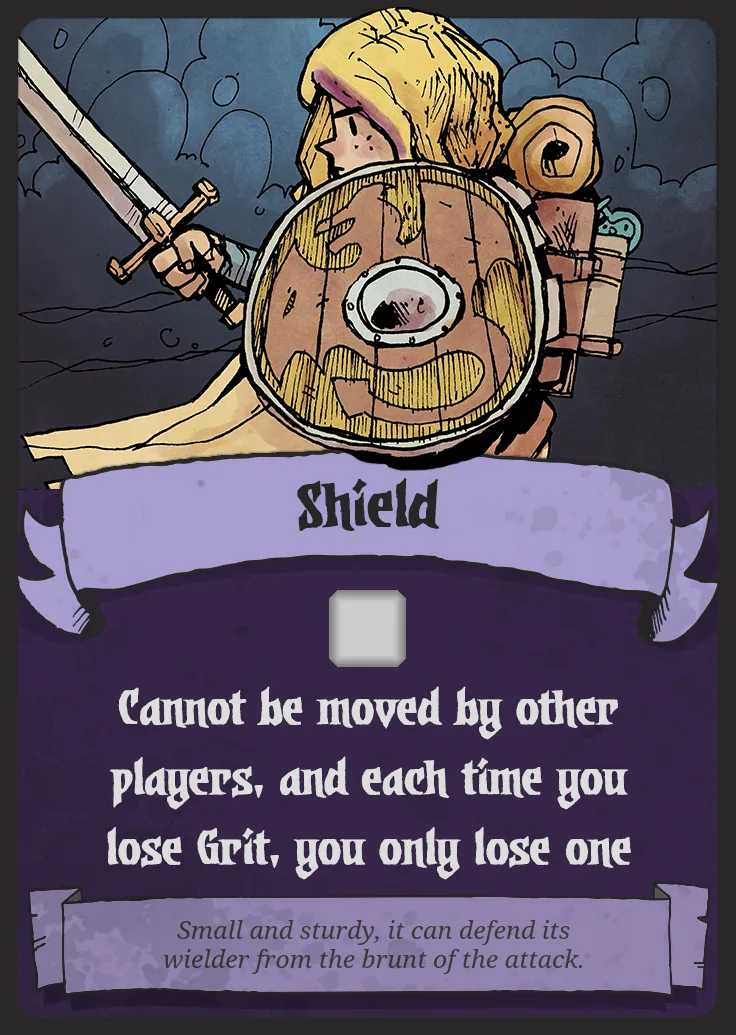 Shield
Cannot be moved by other
players, and each time you
lose Grit, you only lose one
Small and sturdy, it can defend its
wielder from the brunt of the attack.